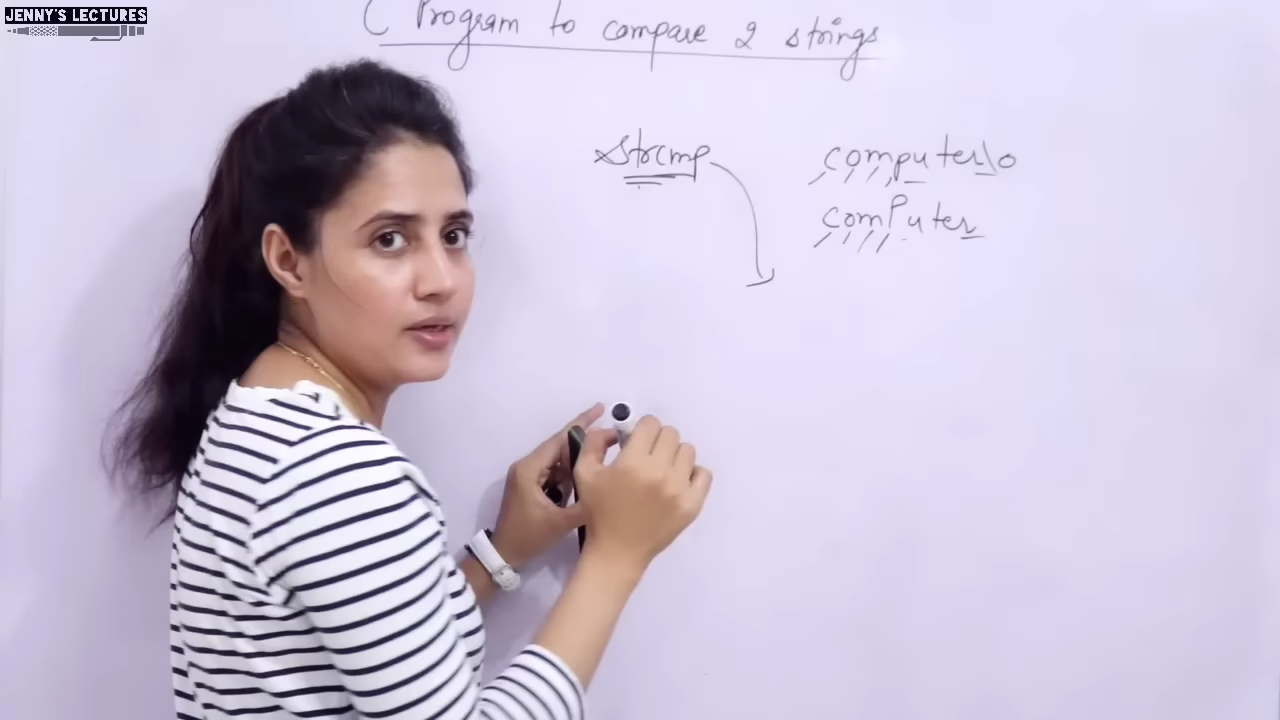 JENNY'S LECTURES
C Program to compare 2 strings
strcmp
computer\0
comPuter